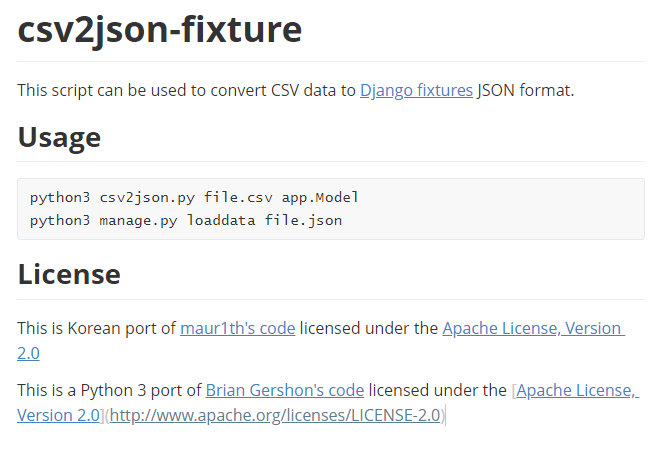 csv2json-fixture
This script can be used to convert CSV data to Django fixtures JSON format.
Usage
python3 csv2json.py file.csv app.Model
python3 manage.py loaddata file.json
License
This is Korean port of maur1th's code licensed under the Apache License, Version
2.0
This is a Python 3 port of Brian Gershon's code licensed under the [Apache License,
Version 2.0](http://www.apache.org/licenses/LICENSE-2.0)